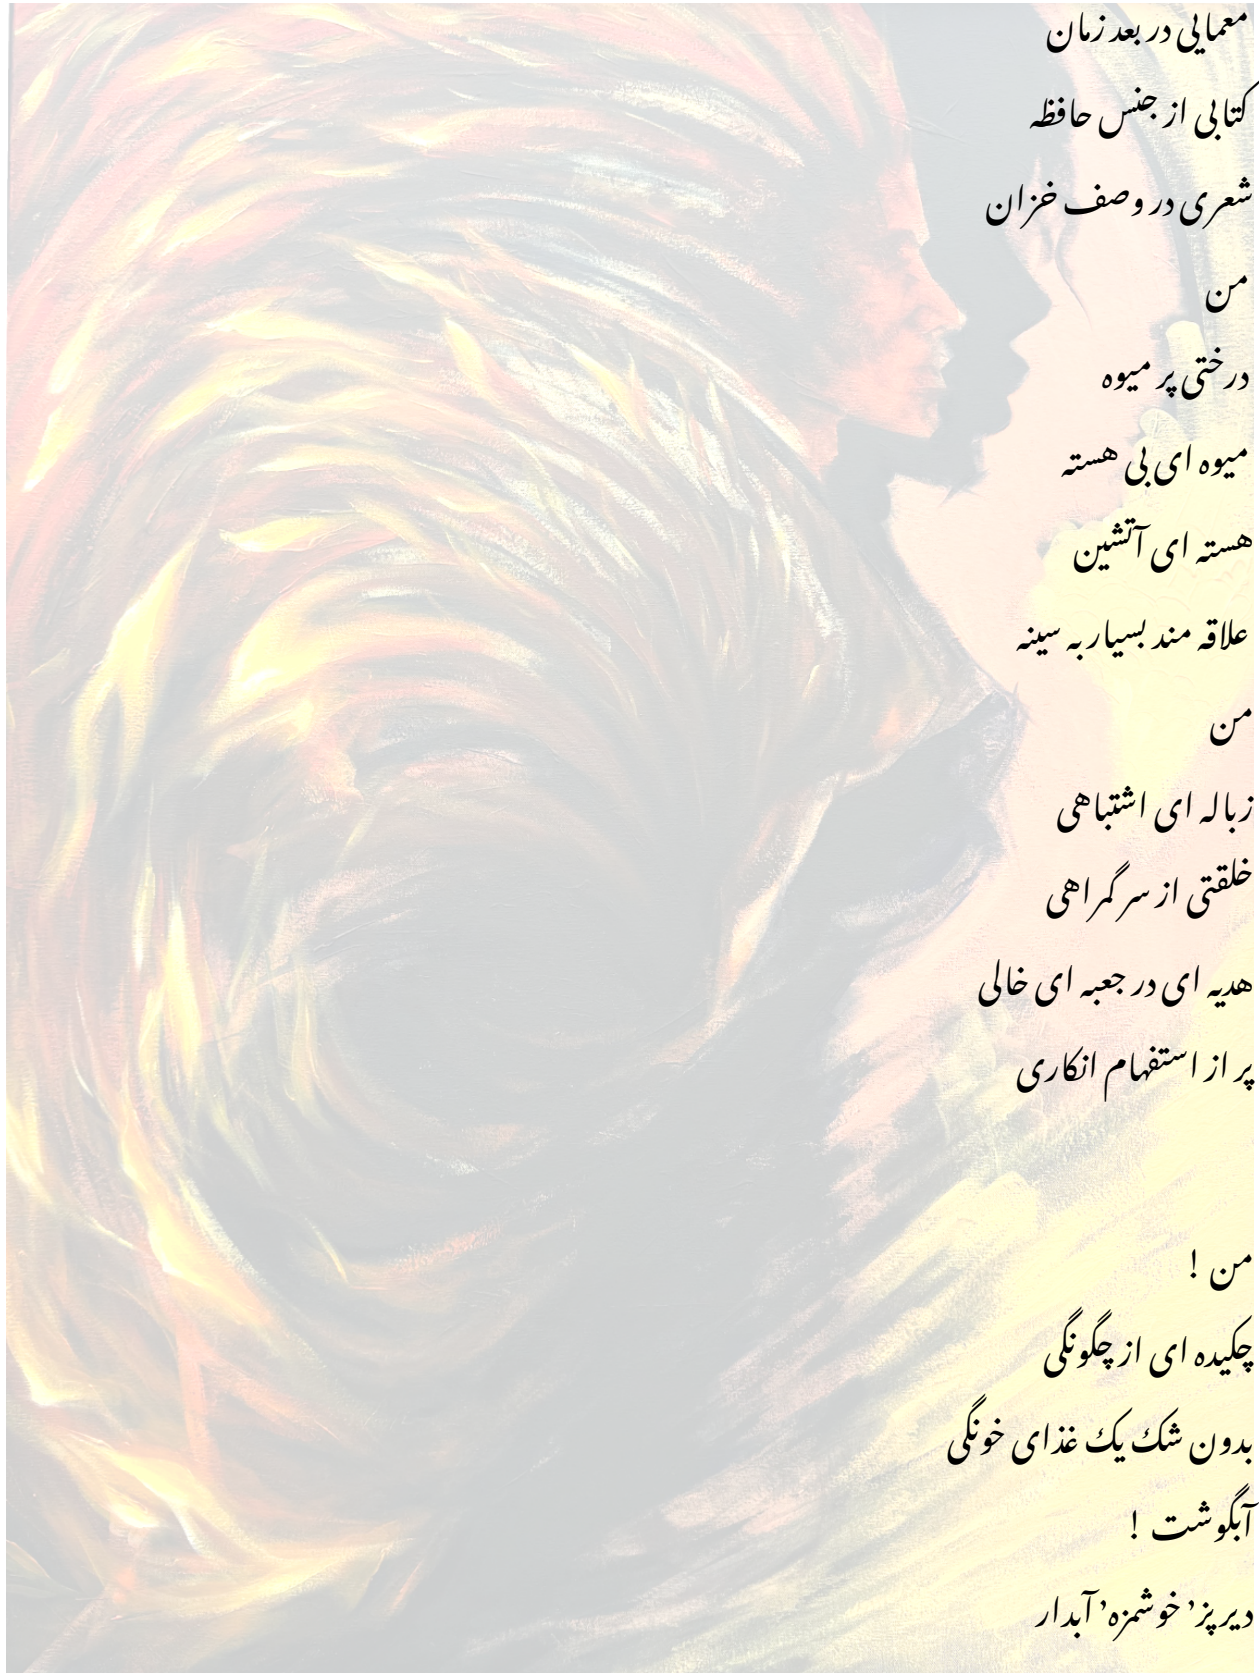 معمایی در بعد زمان
کتابی از جنس حافظه
شعری در وصف خزان
من
درختی پر میوه
میوه ای بی هسته
هسته ای آتشین
علاقه مند بسیار به سینه
من
زباله ای اشتباهی
خلقتی از سر گمراهی
هدیه ای در جعبه ای خالی
پر از استفهام انکاری
من !
چکیده ای از چگونگی
بدون شک یک غذای خونگی
آبگوشت !
دیرپز' خوشمزه' آبدار